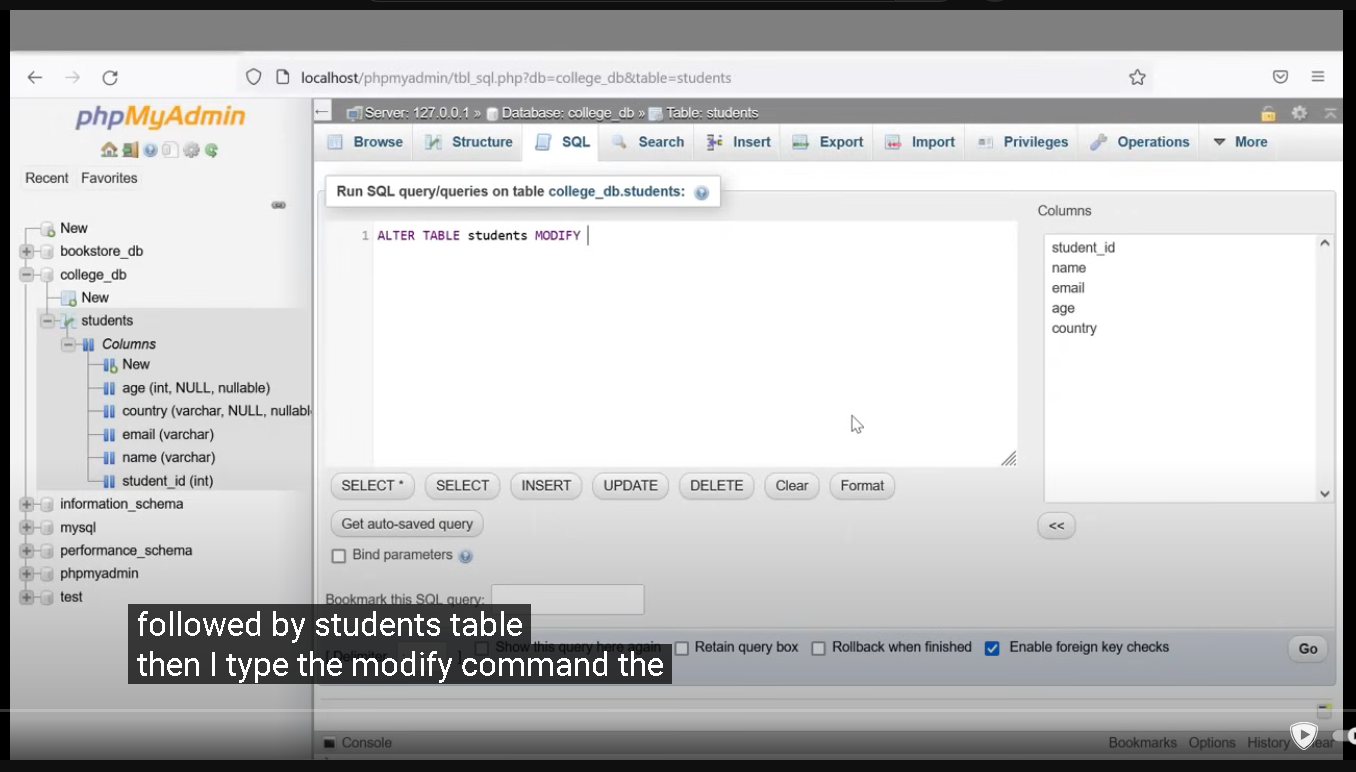 localhost/phpmyadmin/tbl_sql.php?db=college_db&table=students
phpMyAdmin
Recent Favorites
New
bookstore_db
college_db
New
students
Columns
New
age (int, NULL, nullable)
country (varchar, NULL, nullabl
email (varchar)
name (varchar)
student_id (int)
information_schema
mysql
performance_schema
phpmyadmin
test
Server: 127.0.0.1 » Database: college_db » Table: students
Browse Structure SQL Search Insert Export Import Privileges Operations More
Run SQL query/queries on table college_db.students:
1 ALTER TABLE students MODIFY
Columns
student_id
name
email
age
country
SELECT * SELECT INSERT UPDATE DELETE Clear Format
<<
Get auto-saved query
Bind parameters
Bookmark this SQL query:
[ Delimiter ] Show this query here again Retain query box Rollback when finished Enable foreign key checks Go
followed by students table
then I type the modify command the
Console Bookmarks Options History